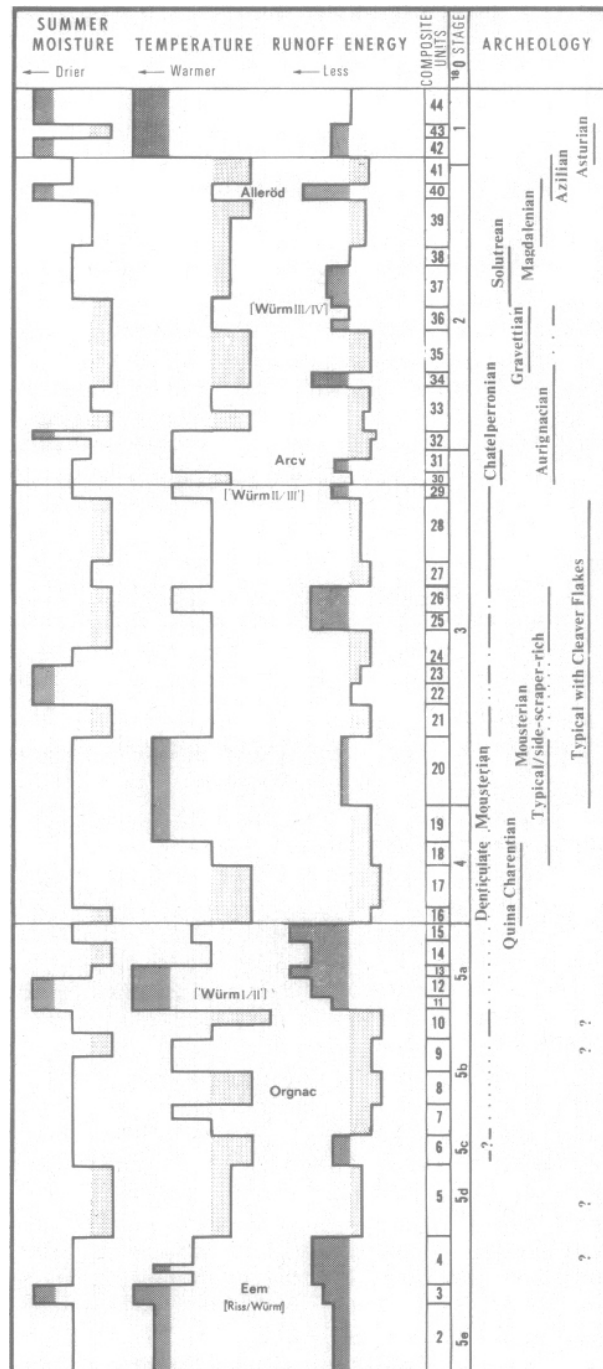 SUMMER MOISTURE
← Drier
TEMPERATURE
← Warmer
RUNOFF ENERGY
← Less
COMPOSITE UNITS
18O STAGE
ARCHEOLOGY
44
43
42
41
40
39
38
37
36
35
34
33
32
31
30
29
28
27
26
25
24
23
22
21
20
19
18
17
16
15
14
13
12
11
10
9
8
7
6
5
4
3
2
1
2
3
4
5a
5b
5c
5d
5e
Alleröd
[Würm III/IV]
Arcy
['Würm II/III']
['Würm I/II']
Orgnac
Eem
[Riss/Würm]
Asturian
Azilian
Magdalenian
Solutrean
Gravettian
Aurignacian
Chatelperronian
Typical with Cleaver Flakes
Mousterian
Typical/side-scraper-rich
Denticulate Mousterian
Quina Charentian
?
?
?
?
?